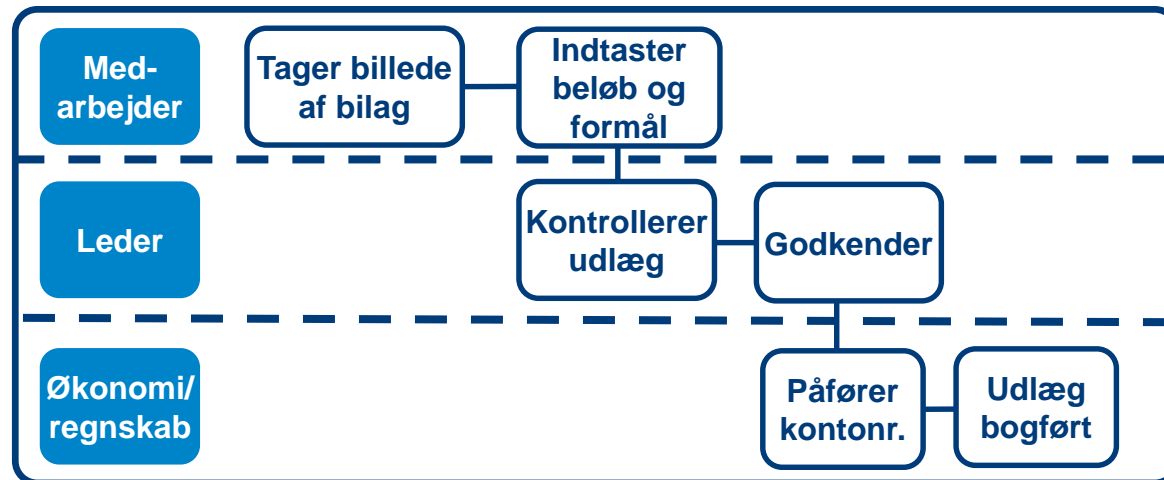 Med-
arbejder
Tager billede
af bilag
Indtaster
beløb og
formål
Leder
Kontrollerer
udlæg
Godkender
Økonomi/
regnskab
Påfører
kontonr.
Udlæg
bogført